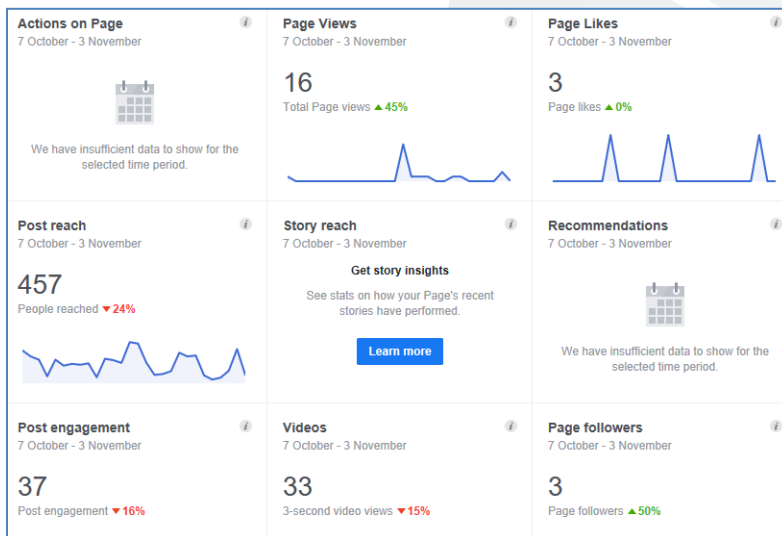 Actions on Page
7 October - 3 November
We have insufficient data to show for the
selected time period.
Page Views
7 October - 3 November
16
Total Page views ▲45%
Page Likes
7 October - 3 November
3
Page likes ▲0%
Post reach
7 October - 3 November
457
People reached ▼24%
Story reach
7 October - 3 November
Get story insights
See stats on how your Page's recent
stories have performed.
Learn more
Recommendations
7 October - 3 November
We have insufficient data to show for the
selected time period.
Post engagement
7 October - 3 November
37
Post engagement ▼16%
Videos
7 October - 3 November
33
3-second video views ▼15%
Page followers
7 October - 3 November
3
Page followers ▲50%